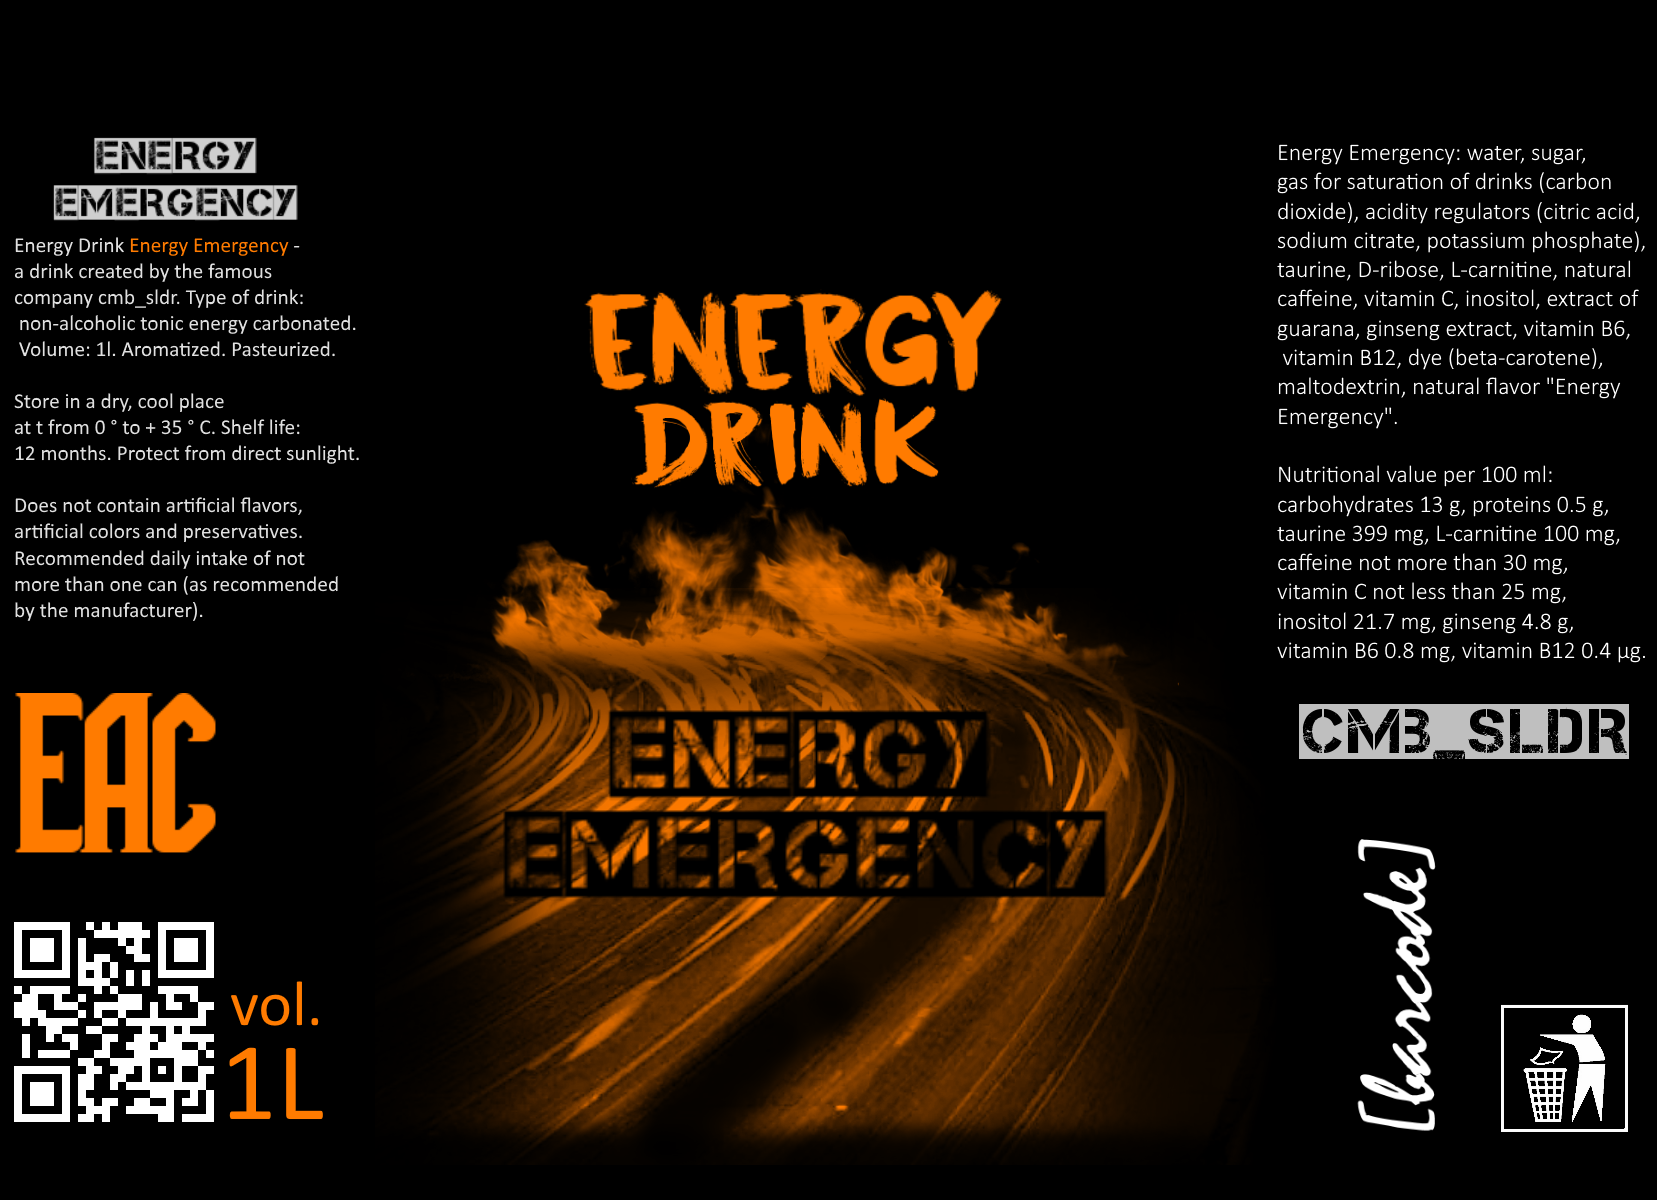 ENERGY
EMERGENCY
Energy Drink Energy Emergency -
a drink created by the famous
company cmb_sldr. Type of drink:
non-alcoholic tonic energy carbonated.
Volume: 1l. Aromatized. Pasteurized.
Store in a dry, cool place
at t from 0 ° to + 35 ° C. Shelf life:
12 months. Protect from direct sunlight.
Does not contain artificial flavors,
artificial colors and preservatives.
Recommended daily intake of not
more than one can (as recommended
by the manufacturer).
EAC
vol.
1L
ENERGY
DRINK
ENERGY
EMERGENCY
Energy Emergency: water, sugar,
gas for saturation of drinks (carbon
dioxide), acidity regulators (citric acid,
sodium citrate, potassium phosphate),
taurine, D-ribose, L-carnitine, natural
caffeine, vitamin C, inositol, extract of
guarana, ginseng extract, vitamin B6,
vitamin B12, dye (beta-carotene),
maltodextrin, natural flavor "Energy
Emergency".
Nutritional value per 100 ml:
carbohydrates 13 g, proteins 0.5 g,
taurine 399 mg, L-carnitine 100 mg,
caffeine not more than 30 mg,
vitamin C not less than 25 mg,
inositol 21.7 mg, ginseng 4.8 g,
vitamin B6 0.8 mg, vitamin B12 0.4 µg.
CMB_SLDR
[barcode]